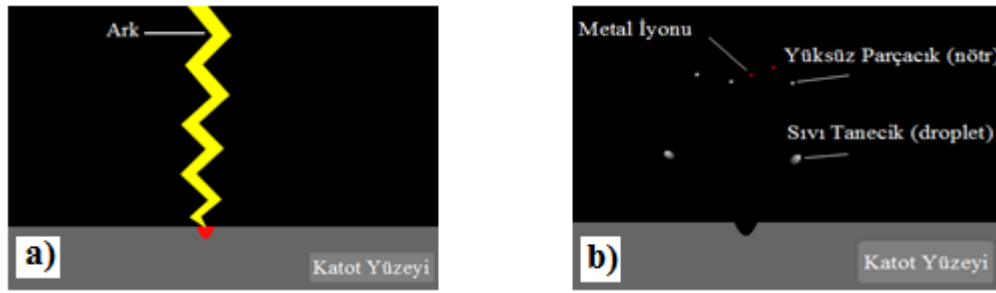 Ark
a)
Katot Yüzeyi
Metal İyonu
Yüksüz Parçacık (nötr)
Sıvı Tanecik (droplet)
b)
Katot Yüzeyi